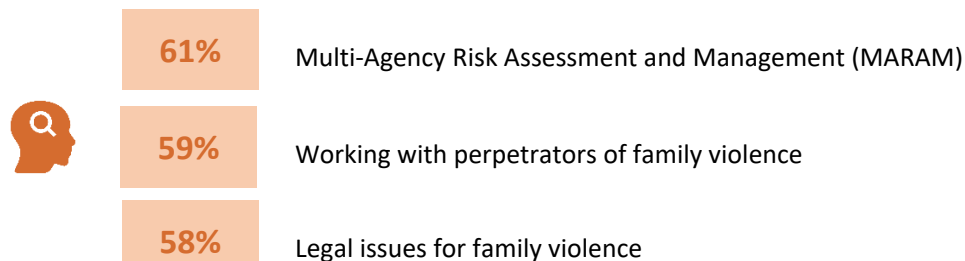 61% Multi-Agency Risk Assessment and Management (MARAM)
59% Working with perpetrators of family violence
58% Legal issues for family violence